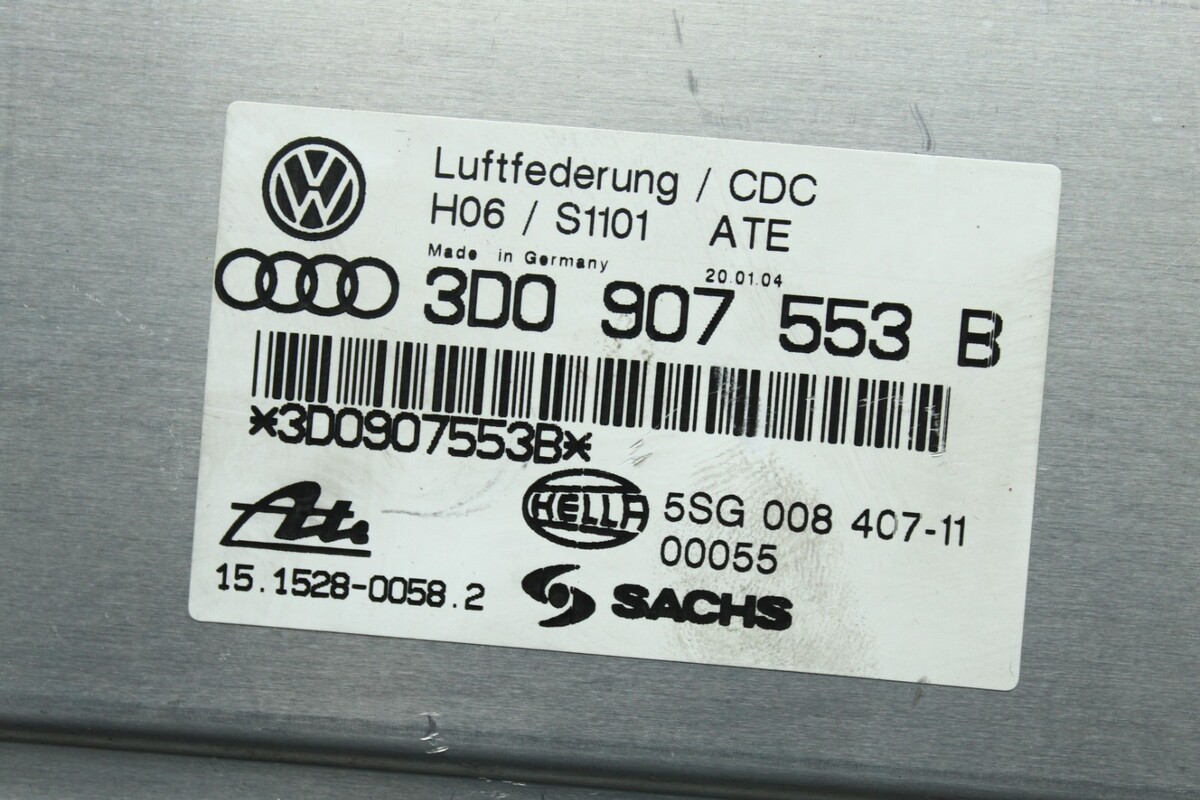 Luftfederung / CDC
H06 / S1101 ATE
Made in Germany 20.01.04
3D0 907 553 B
*3D0907553B*
Ate
HELLA 5SG 008 407-11
00055
15.1528-0058.2
SACHS